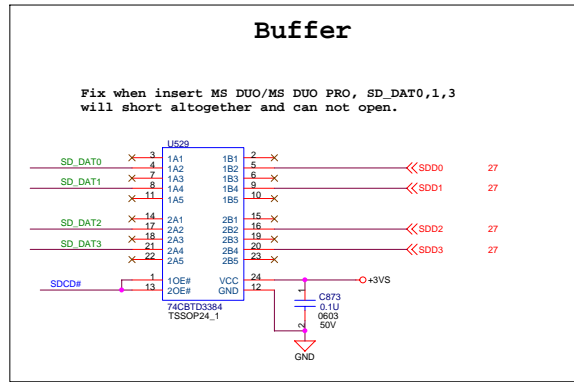 Buffer
Fix when insert MS DUO/MS DUO PRO, SD_DAT0,1,3
will short altogether and can not open.
U529
3 1A1 1B1 2
SD_DAT0 4 1A2 1B2 5 SDD0 27
7 1A3 1B3 6
SD_DAT1 8 1A4 1B4 9 SDD1 27
11 1A5 1B5 10
14 2A1 2B1 15
SD_DAT2 17 2A2 2B2 16 SDD2 27
18 2A3 2B3 19
SD_DAT3 21 2A4 2B4 20 SDD3 27
22 2A5 2B5 23
SDCD# 1 1OE# VCC 24 +3VS
13 2OE# GND 12
1 C873
74CBTD3384 0.1U
TSSOP24_1 0603
2 50V
GND